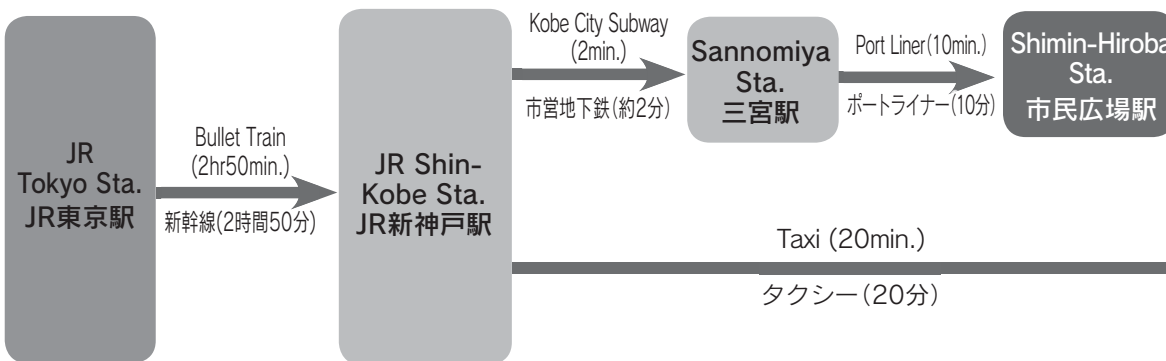 JR
Tokyo Sta.
JR東京駅
Bullet Train
(2hr50min.)
新幹線(2時間50分)
JR Shin-
Kobe Sta.
JR新神戸駅
Kobe City Subway
(2min.)
市営地下鉄(約2分)
Sannomiya
Sta.
三宮駅
Port Liner(10min.)
ポートライナー(10分)
Shimin-Hiroba
Sta.
市民広場駅
Taxi (20min.)
タクシー(20分)